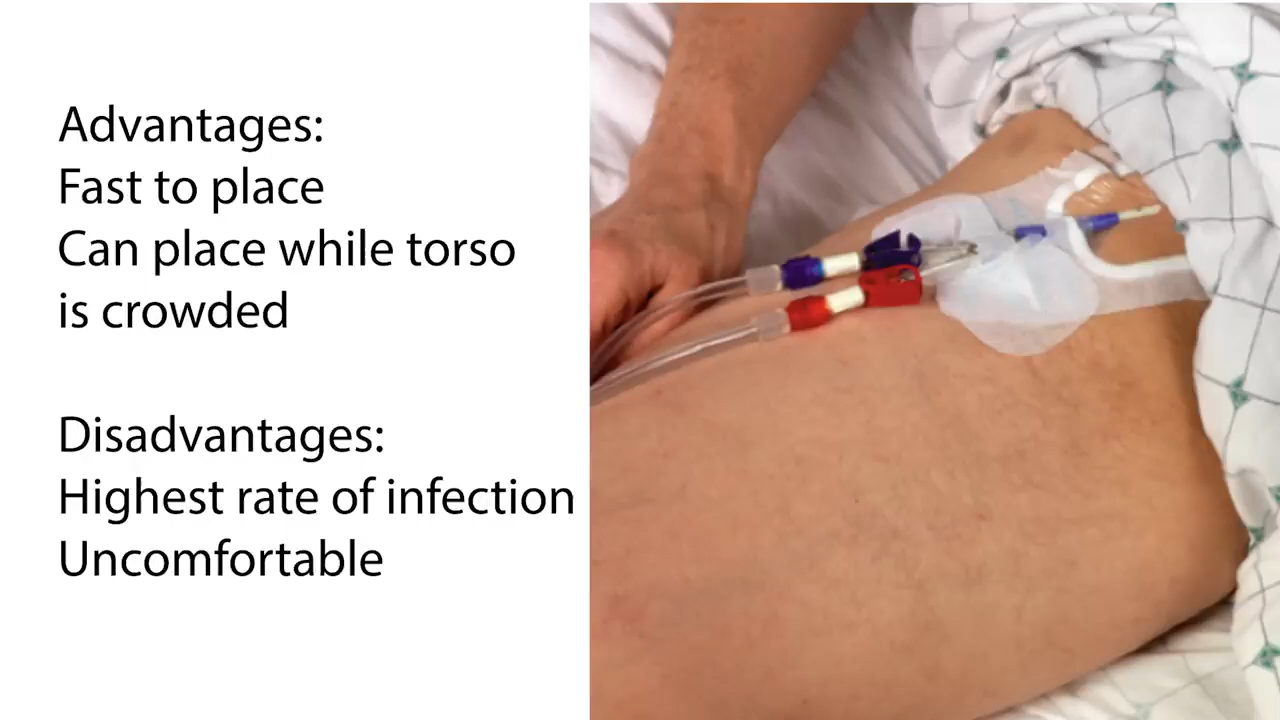 Advantages:
Fast to place
Can place while torso
is crowded
Disadvantages:
Highest rate of infection
Uncomfortable